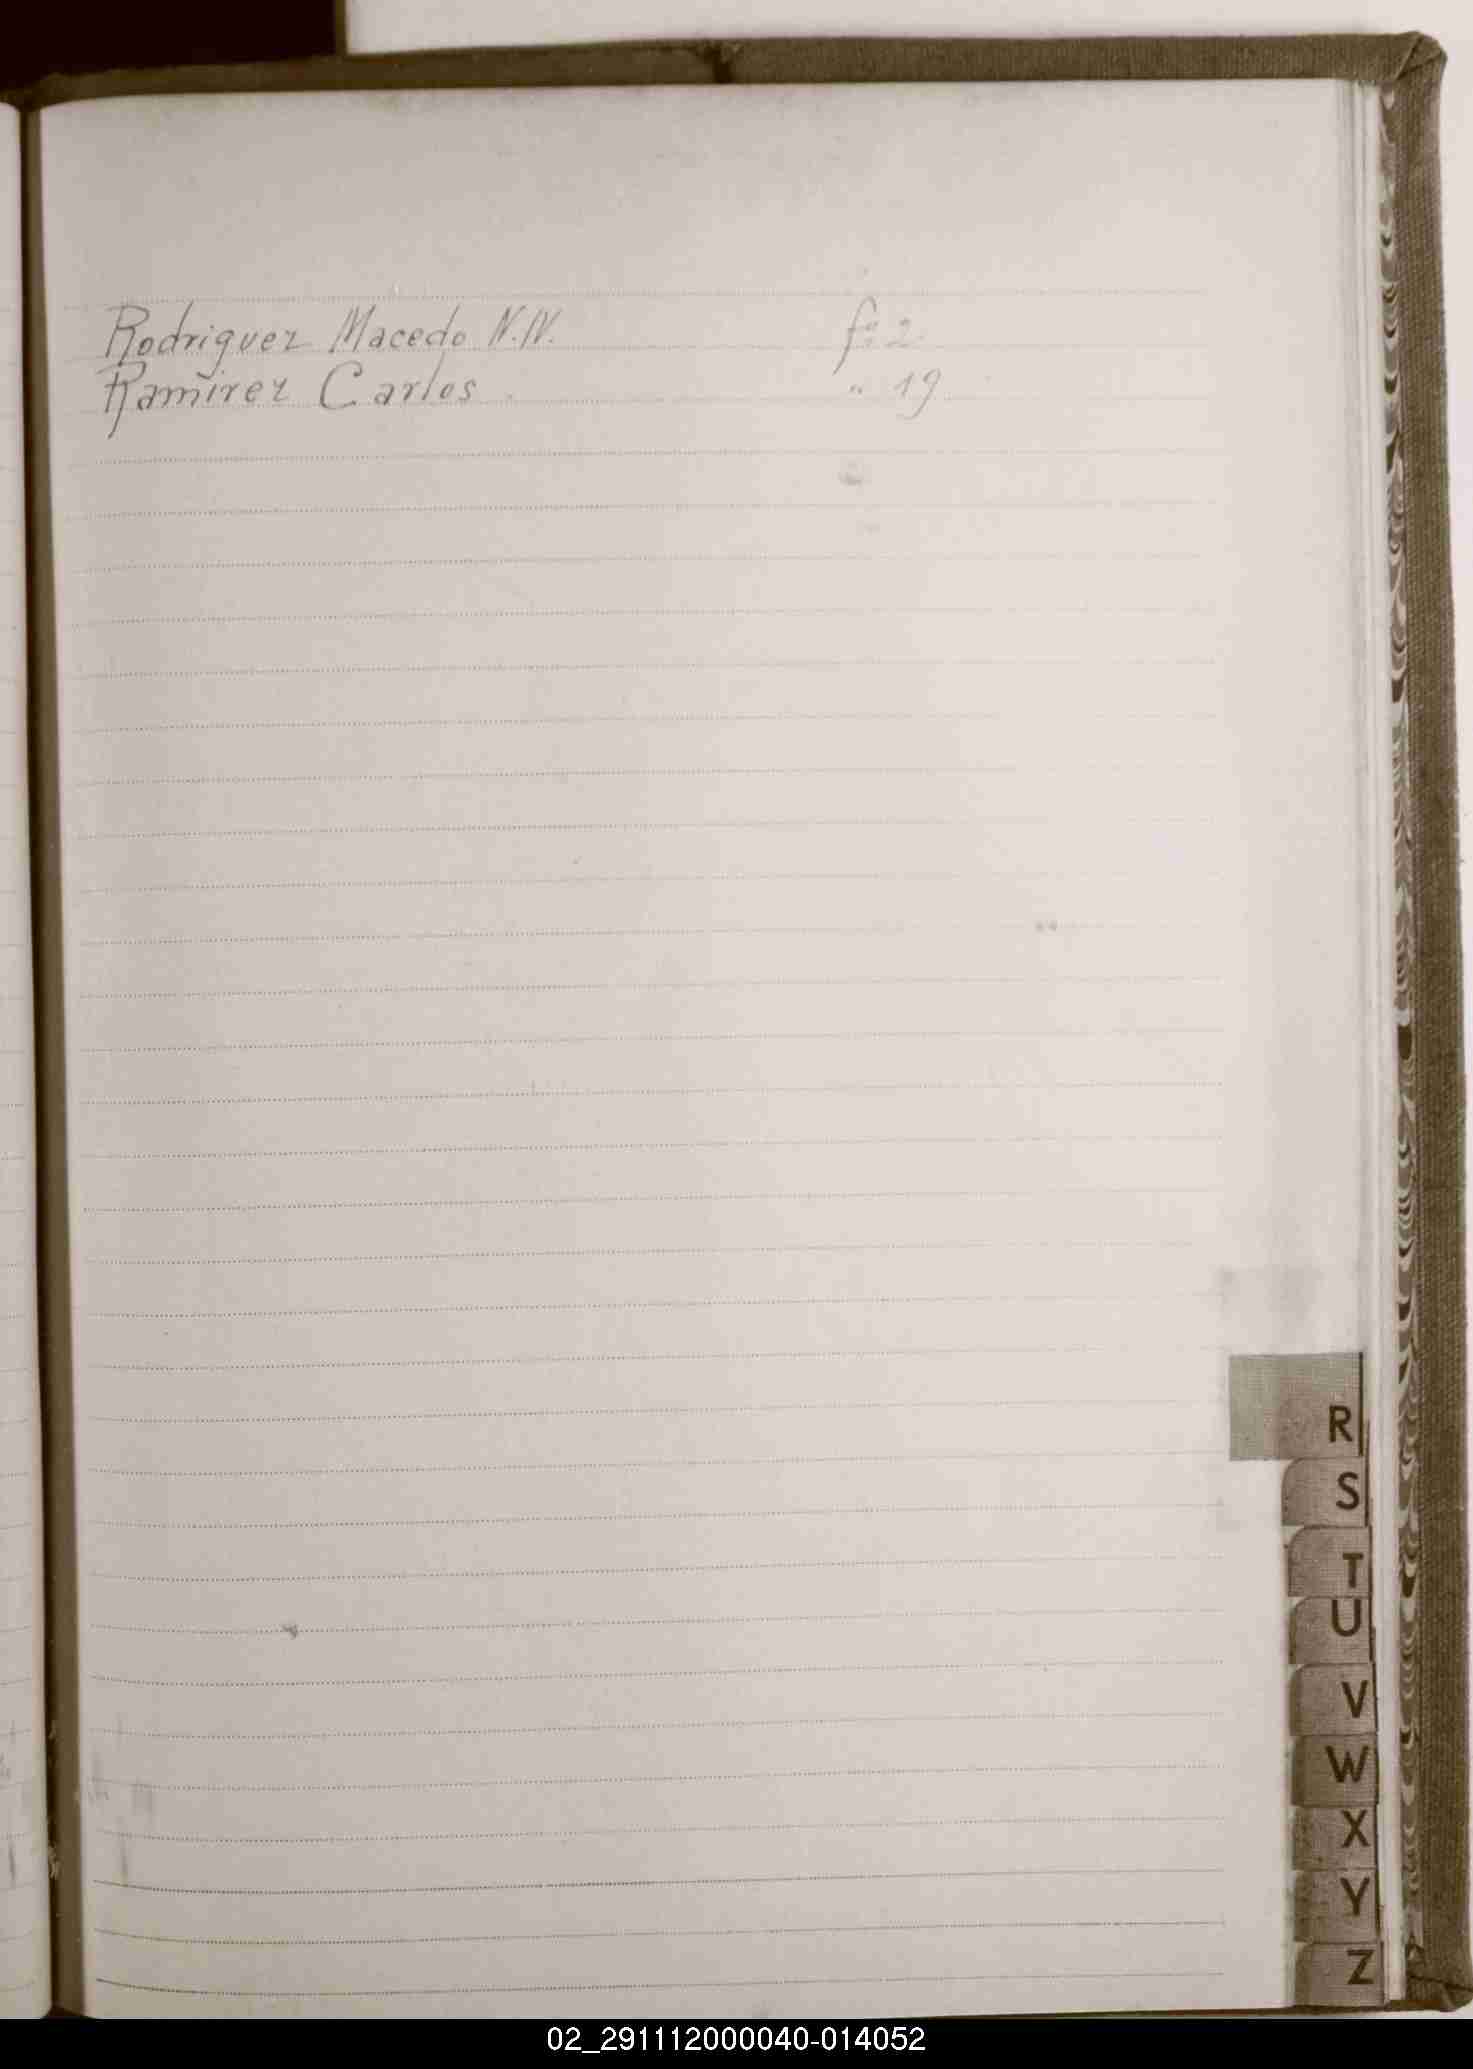 Rodriguez Macedo N.N. fº 2.
Ramirez Carlos " 19
R
S
T
U
V
W
X
Y
Z
02_291112000040-014052